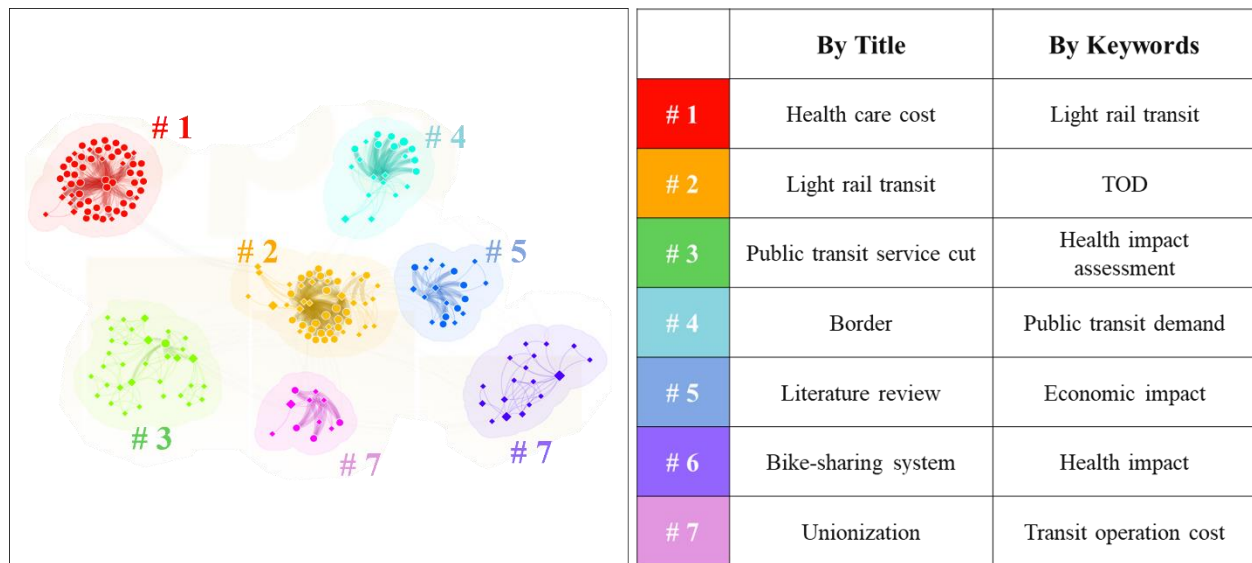 # 1
# 4
# 2
# 5
# 3
# 7
# 7
By Title By Keywords
# 1 Health care cost Light rail transit
# 2 Light rail transit TOD
# 3 Public transit service cut Health impact
assessment
# 4 Border Public transit demand
# 5 Literature review Economic impact
# 6 Bike-sharing system Health impact
# 7 Unionization Transit operation cost